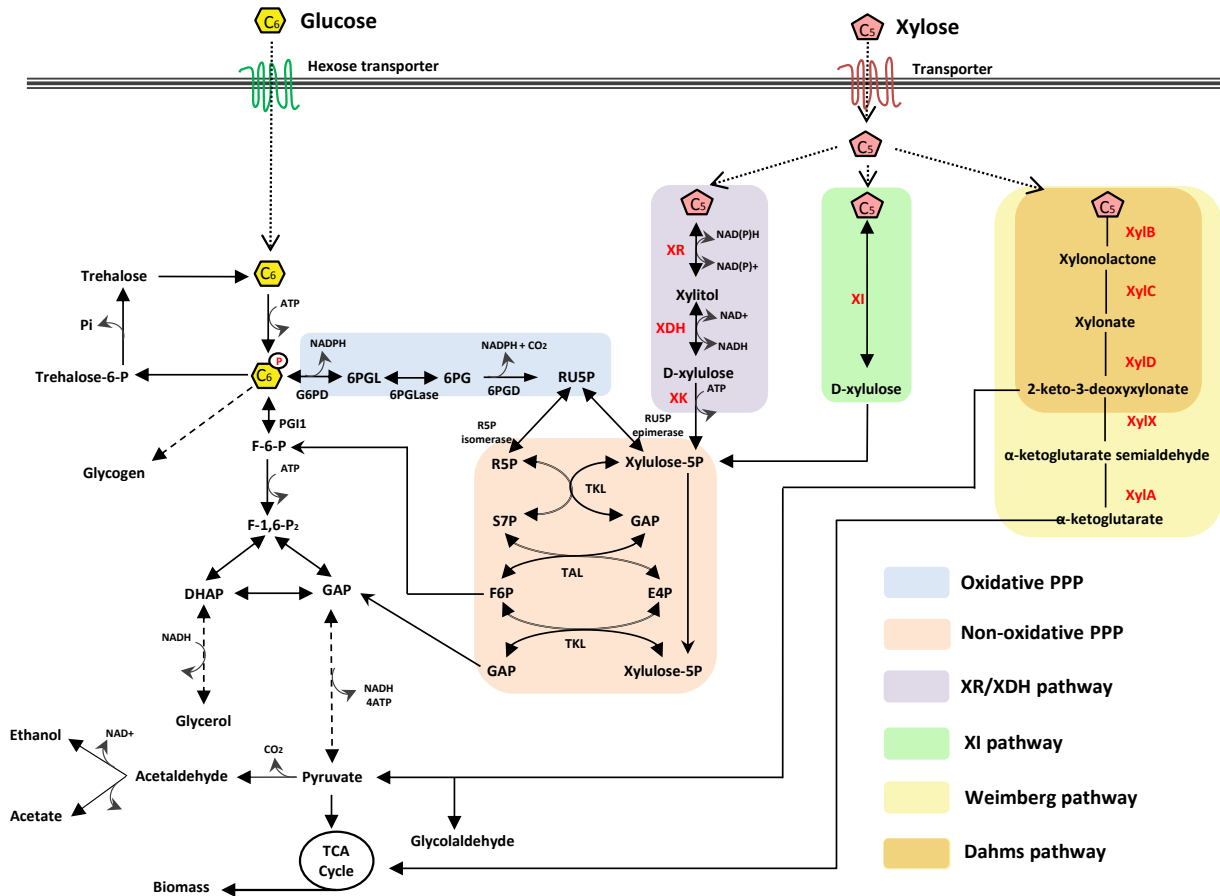 C₆ Glucose
C₅ Xylose
Hexose transporter
Transporter
C₅
C₅
C₅
C₅
XylB
XR
NAD(P)H
NAD(P)+
Xylonolactone
XylC
Trehalose
C₆
Xylitol
XI
ATP
Pi
XDH
NAD+
NADH
Xylonate
XylD
NADPH
NADPH + CO₂
P
Trehalose-6-P
C₆
G6PD
6PGL
6PGLase
6PG
6PGD
RU5P
D-xylulose
XK
ATP
D-xylulose
2-keto-3-deoxyxylonate
XylX
PGI1
R5P
isomerase
RU5P
epimerase
F-6-P
Glycogen
ATP
R5P
Xylulose-5P
α-ketoglutarate semialdehyde
TKL
XylA
F-1,6-P₂
S7P
GAP
α-ketoglutarate
TAL
DHAP
GAP
F6P
E4P
Oxidative PPP
NADH
TKL
Non-oxidative PPP
GAP
Xylulose-5P
NADH
4ATP
XR/XDH pathway
Glycerol
Ethanol
NAD+
CO₂
XI pathway
Acetaldehyde
Pyruvate
Acetate
Weimberg pathway
Glycolaldehyde
TCA
Cycle
Dahms pathway
Biomass